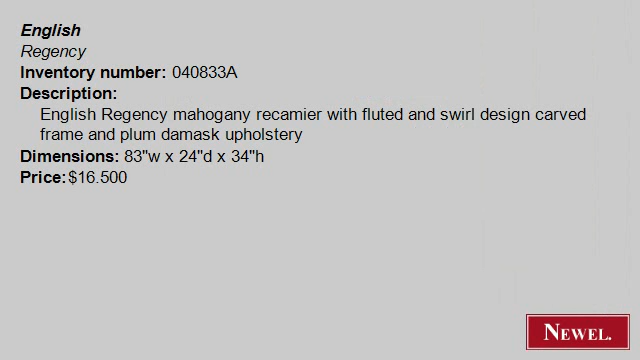 English
Regency
Inventory number: 040833A
Description:
English Regency mahogany recamier with fluted and swirl design carved
frame and plum damask upholstery
Dimensions: 83"w x 24"d x 34"h
Price:$16.500
NEWEL.